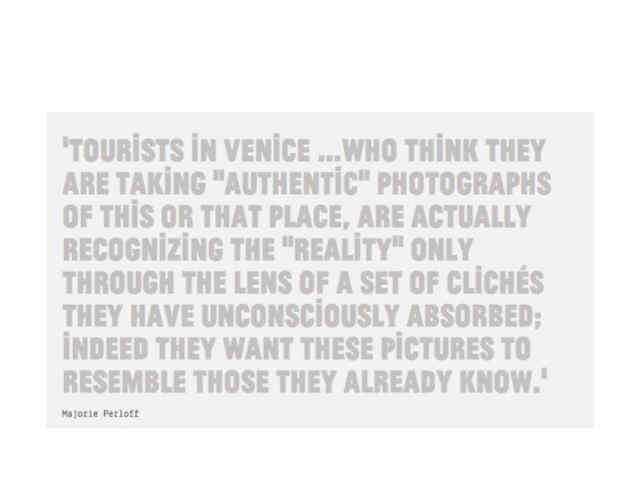 'TOURiSTS iN VENiCE ...WHO THiNK THEY
ARE TAKiNG "AUTHENTiC" PHOTOGRAPHS
OF THiS OR THAT PLACE, ARE ACTUALLY
RECOGNiZiNG THE "REALiTY" ONLY
THROUGH THE LENS OF A SET OF CLiCHÉS
THEY HAVE UNCONSCiOUSLY ABSORBED;
iNDEED THEY WANT THESE PiCTURES TO
RESEMBLE THOSE THEY ALREADY KNOW.'
Majorie Perloff